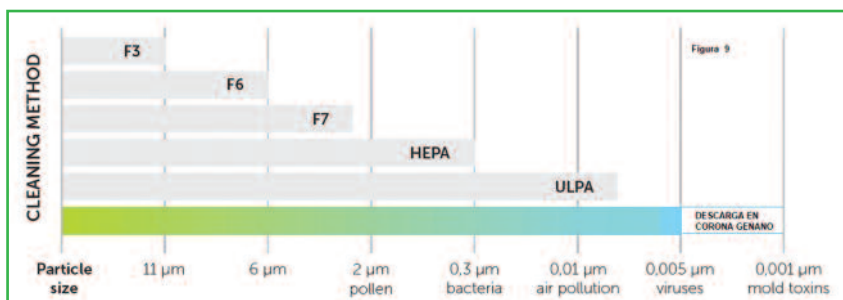 CLEANING METHOD
F3
Figura 9
F6
F7
HEPA
ULPA
DESCARGA EN
CORONA GENANO
Particle
size
11 µm
6 µm
2 µm
pollen
0,3 µm
bacteria
0,01 µm
air pollution
0,005 µm
viruses
0,001 µm
mold toxins